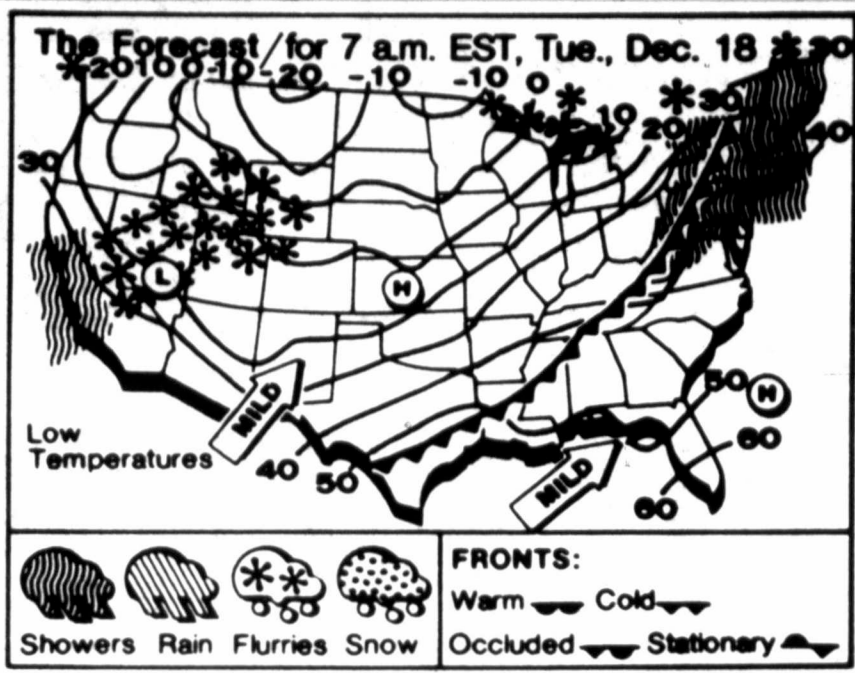 The Forecast/for 7 a.m. EST, Tue., Dec. 18
20 10 0 -10 -20 -10 -10 0 10 20 30
30
40
L
H
MILD
Low
Temperatures
40 50
MILD
50
H
60
60
FRONTS:
Warm Cold
Showers Rain Flurries Snow
Occluded Stationary